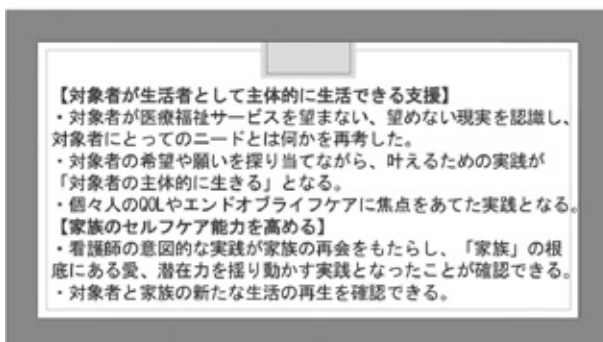 【対象者が生活者として主体的に生活できる支援】
・対象者が医療福祉サービスを望まない、望めない現実を認識し、
対象者にとってのニードとは何かを再考した。
・対象者の希望や願いを探り当てながら、叶えるための実践が
「対象者の主体的に生きる」となる。
・個々人のQOLやエンドオブライフケアに焦点をあてた実践となる。
【家族のセルフケア能力を高める】
・看護師の意図的な実践が家族の再会をもたらし、「家族」の根
底にある愛、潜在力を揺り動かす実践となったことが確認できる。
・対象者と家族の新たな生活の再生を確認できる。